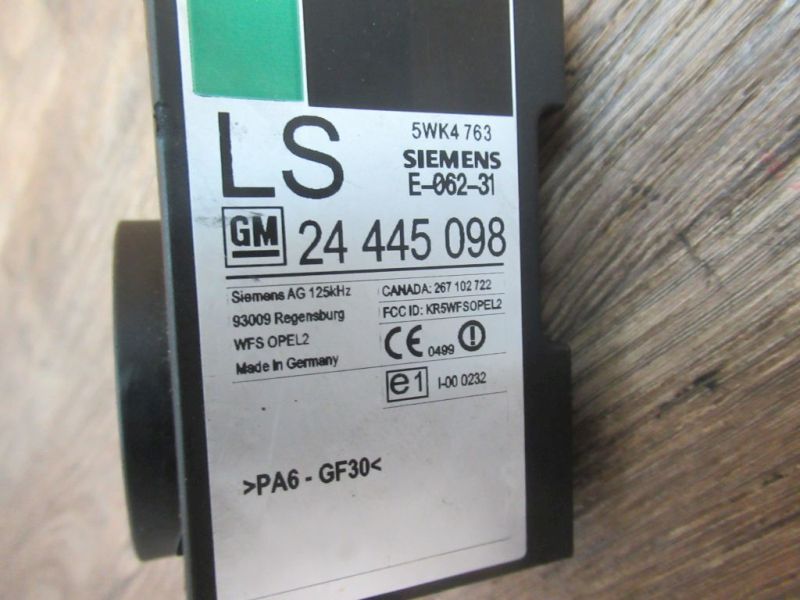 LS
5WK4 763
SIEMENS
E-062-31
GM 24 445 098
Siemens AG 125kHz
93009 Regensburg
WFS OPEL2
Made in Germany
CANADA: 267 102 722
FCC ID: KR5WFSOPEL2
CE 0499 !
e1 I-00 0232
>PA6 - GF30<